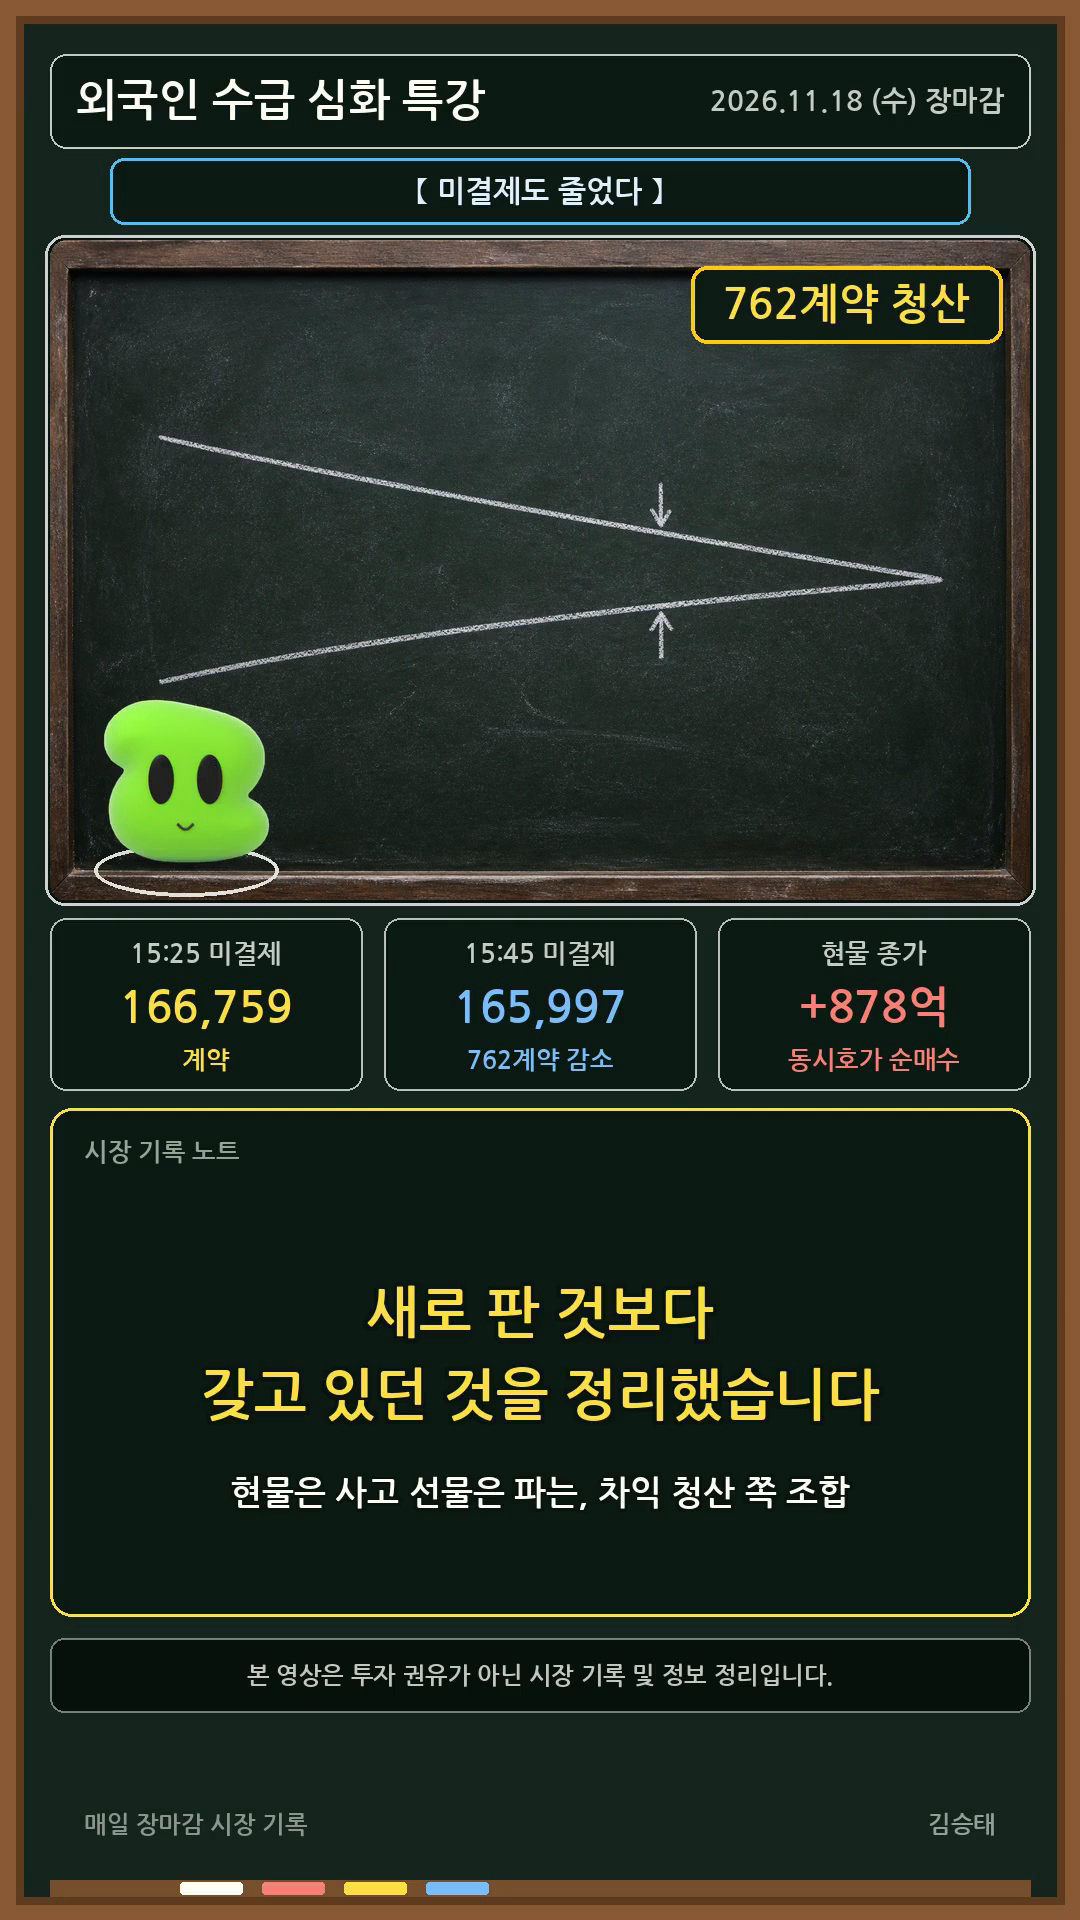 외국인 수급 심화 특강
2026.11.18 (수) 장마감
【 미결제도 줄었다 】
762계약 청산
15:25 미결제
166,759
계약
15:45 미결제
165,997
762계약 감소
현물 종가
+878억
동시호가 순매수
시장 기록 노트
새로 판 것보다
갖고 있던 것을 정리했습니다
현물은 사고 선물은 파는, 차익 청산 쪽 조합
본 영상은 투자 권유가 아닌 시장 기록 및 정보 정리입니다.
매일 장마감 시장 기록
김승태